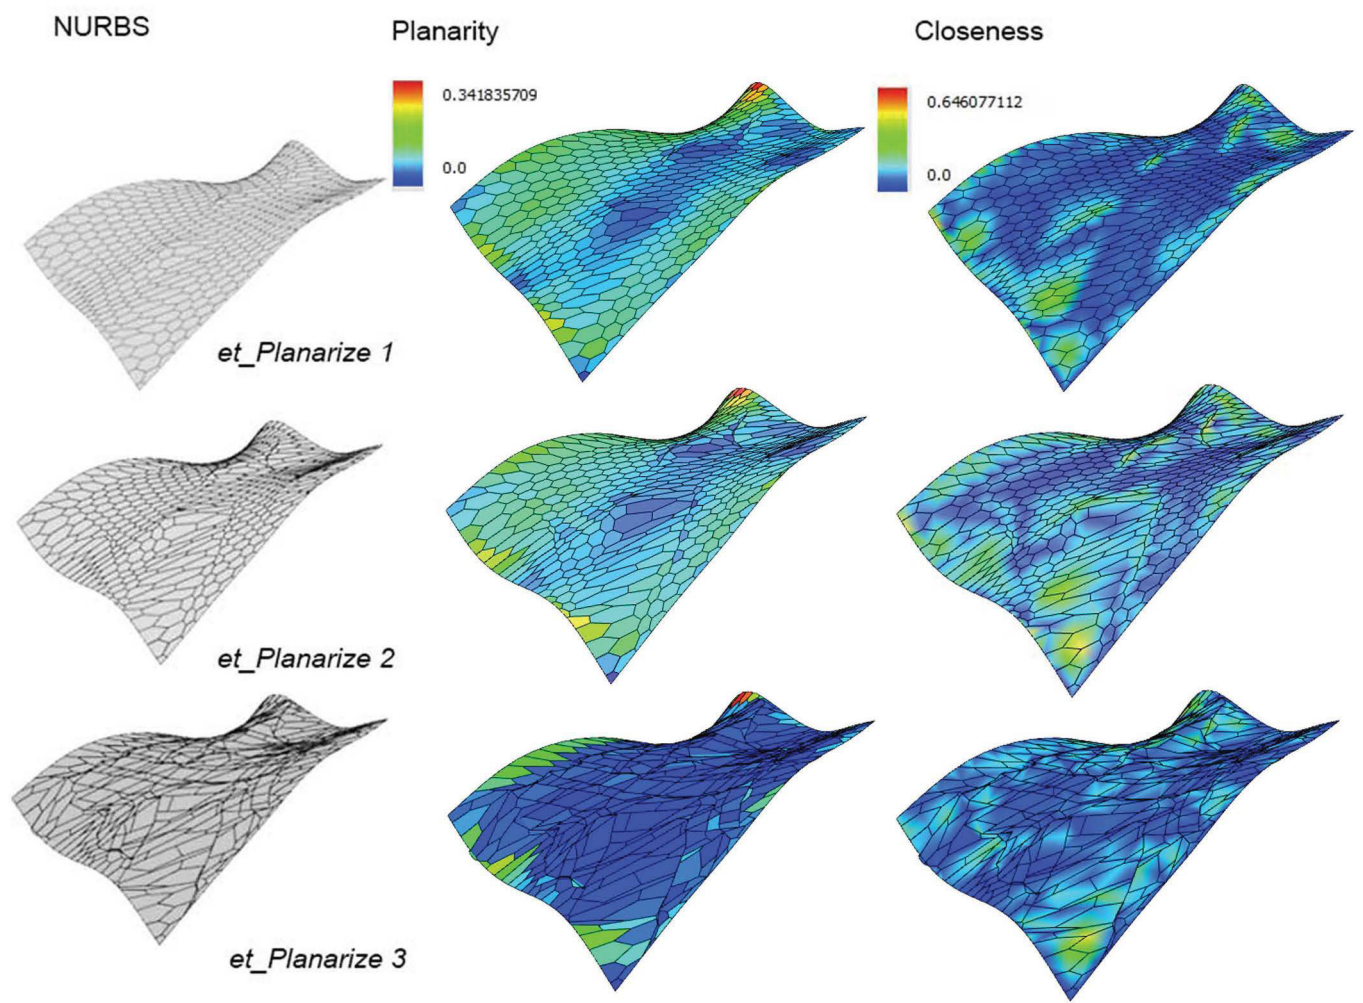 NURBS
Planarity
Closeness
0.341835709
0.0
0.646077112
0.0
et_Planarize 1
et_Planarize 2
et_Planarize 3